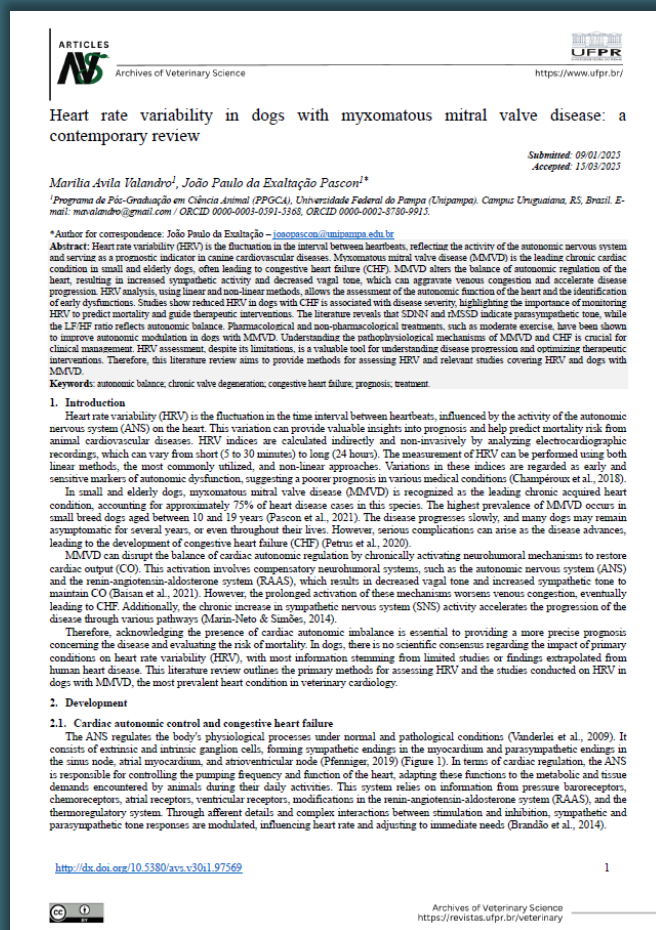 ARTICLES
AVS
UFPR
Archives of Veterinary Science
https://www.ufpr.br/
Heart rate variability in dogs with myxomatous mitral valve disease: a
contemporary review
Submitted: 09/01/2025
Accepted: 15/03/2025
Marilia Avila Valandro1, João Paulo da Exaltação Pascon1*
1Programa de Pós-Graduação em Ciência Animal (PPGCA), Universidade Federal do Pampa (Unipampa). Campus Uruguaiana, RS, Brasil. E-
mail: mavalandro@gmail.com / ORCID 0000-0003-0591-5368, ORCID 0000-0002-8780-9915.
*Author for correspondence: João Paulo da Exaltação – joaopascon@unipampa.edu.br
Abstract: Heart rate variability (HRV) is the fluctuation in the interval between heartbeats, reflecting the activity of the autonomic nervous system
and serving as a prognostic indicator in canine cardiovascular diseases. Myxomatous mitral valve disease (MMVD) is the leading chronic cardiac
condition in small and elderly dogs, often leading to congestive heart failure (CHF). MMVD alters the balance of autonomic regulation of the
heart, resulting in increased sympathetic activity and decreased vagal tone, which can aggravate venous congestion and accelerate disease
progression. HRV analysis, using linear and non-linear methods, allows the assessment of the autonomic function of the heart and the identification
of early dysfunctions. Studies show reduced HRV in dogs with CHF is associated with disease severity, highlighting the importance of monitoring
HRV to predict mortality and guide therapeutic interventions. The literature reveals that SDNN and rMSSD indicate parasympathetic tone, while
the LF/HF ratio reflects autonomic balance. Pharmacological and non-pharmacological treatments, such as moderate exercise, have been shown
to improve autonomic modulation in dogs with MMVD. Understanding the pathophysiological mechanisms of MMVD and CHF is crucial for
clinical management. HRV assessment, despite its limitations, is a valuable tool for understanding disease progression and optimizing therapeutic
interventions. Therefore, this literature review aims to provide methods for assessing HRV and relevant studies covering HRV and dogs with
MMVD.
Keywords: autonomic balance; chronic valve degeneration; congestive heart failure; prognosis; treatment.
1. Introduction
Heart rate variability (HRV) is the fluctuation in the time interval between heartbeats, influenced by the activity of the autonomic
nervous system (ANS) on the heart. This variation can provide valuable insights into prognosis and help predict mortality risk from
animal cardiovascular diseases. HRV indices are calculated indirectly and non-invasively by analyzing electrocardiographic
recordings, which can vary from short (5 to 30 minutes) to long (24 hours). The measurement of HRV can be performed using both
linear methods, the most commonly utilized, and non-linear approaches. Variations in these indices are regarded as early and
sensitive markers of autonomic dysfunction, suggesting a poorer prognosis in various medical conditions (Champéroux et al., 2018).
In small and elderly dogs, myxomatous mitral valve disease (MMVD) is recognized as the leading chronic acquired heart
condition, accounting for approximately 75% of heart disease cases in this species. The highest prevalence of MMVD occurs in
small breed dogs aged between 10 and 19 years (Pascon et al., 2021). The disease progresses slowly, and many dogs may remain
asymptomatic for several years, or even throughout their lives. However, serious complications can arise as the disease advances,
leading to the development of congestive heart failure (CHF) (Petrus et al., 2020).
MMVD can disrupt the balance of cardiac autonomic regulation by chronically activating neurohumoral mechanisms to restore
cardiac output (CO). This activation involves compensatory neurohumoral systems, such as the autonomic nervous system (ANS)
and the renin-angiotensin-aldosterone system (RAAS), which results in decreased vagal tone and increased sympathetic tone to
maintain CO (Baisan et al., 2021). However, the prolonged activation of these mechanisms worsens venous congestion, eventually
leading to CHF. Additionally, the chronic increase in sympathetic nervous system (SNS) activity accelerates the progression of the
disease through various pathways (Marin-Neto & Simões, 2014).
Therefore, acknowledging the presence of cardiac autonomic imbalance is essential to providing a more precise prognosis
concerning the disease and evaluating the risk of mortality. In dogs, there is no scientific consensus regarding the impact of primary
conditions on heart rate variability (HRV), with most information stemming from limited studies or findings extrapolated from
human heart disease. This literature review outlines the primary methods for assessing HRV and the studies conducted on HRV in
dogs with MMVD, the most prevalent heart condition in veterinary cardiology.
2. Development
2.1. Cardiac autonomic control and congestive heart failure
The ANS regulates the body's physiological processes under normal and pathological conditions (Vanderlei et al., 2009). It
consists of extrinsic and intrinsic ganglion cells, forming sympathetic endings in the myocardium and parasympathetic endings in
the sinus node, atrial myocardium, and atrioventricular node (Pfenniger, 2019) (Figure 1). In terms of cardiac regulation, the ANS
is responsible for controlling the pumping frequency and function of the heart, adapting these functions to the metabolic and tissue
demands encountered by animals during their daily activities. This system relies on information from pressure baroreceptors,
chemoreceptors, atrial receptors, ventricular receptors, modifications in the renin-angiotensin-aldosterone system (RAAS), and the
thermoregulatory system. Through afferent details and complex interactions between stimulation and inhibition, sympathetic and
parasympathetic tone responses are modulated, influencing heart rate and adjusting to immediate needs (Brandão et al., 2014).
http://dx.doi.org/10.5380/avs.v30i1.97569
1
cc
BY
Archives of Veterinary Science
https://revistas.ufpr.br/veterinary